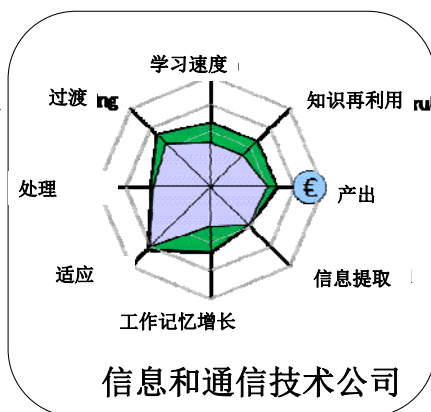 学习速度
过渡 ng
知识再利用 ru
处理
€
产出
适应
信息提取
工作记忆增长
信息和通信技术公司